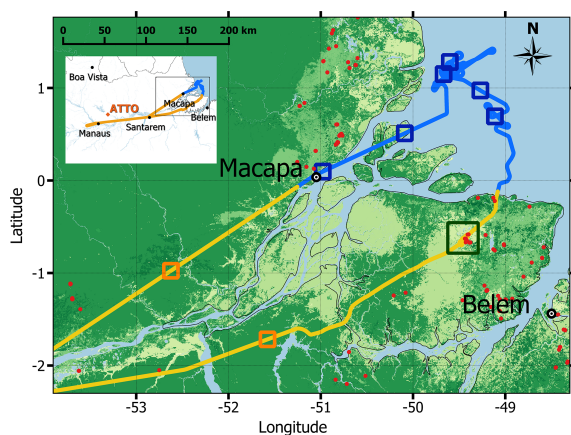 0 50 100 150 200 km
N
Boa Vista
ATTO
Macapa
Belem
Santarem
Manaus
Macapa
Belem
1
0
-1
-2
Latitude
-53 -52 -51 -50 -49
Longitude